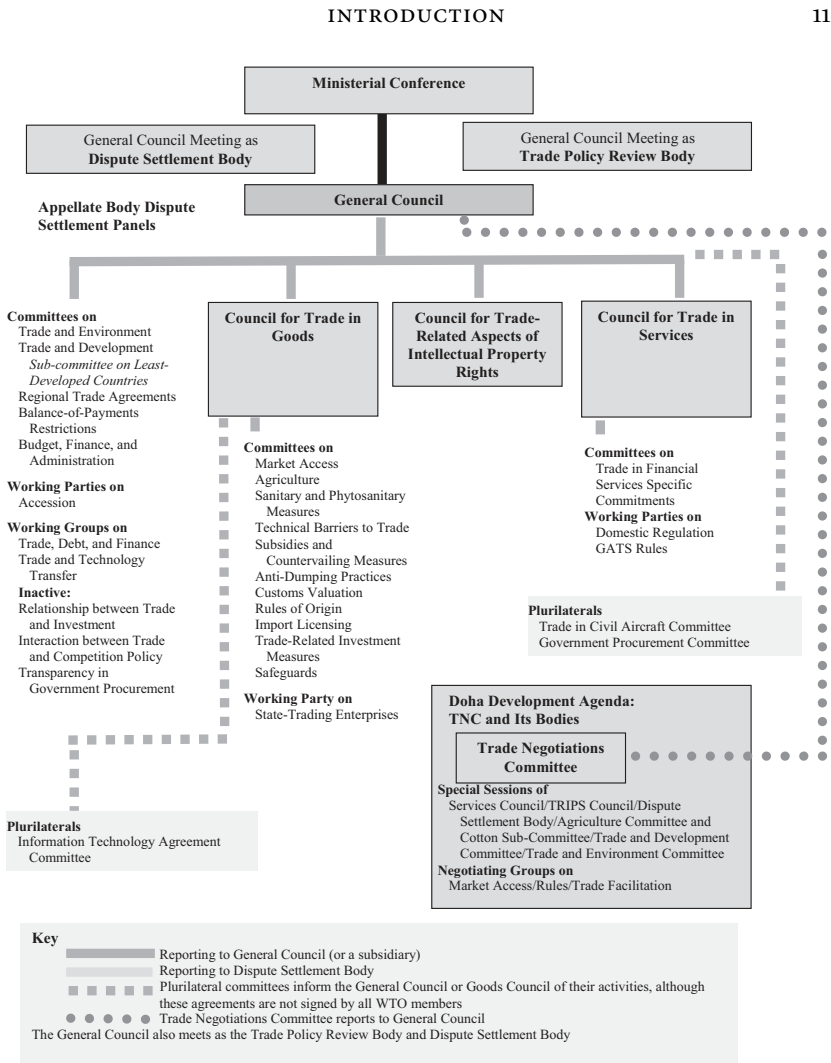 INTRODUCTION 11
Ministerial Conference
General Council Meeting as
Dispute Settlement Body
General Council Meeting as
Trade Policy Review Body
General Council
Appellate Body Dispute
Settlement Panels
Committees on
Trade and Environment
Trade and Development
Sub-committee on Least-
Developed Countries
Regional Trade Agreements
Balance-of-Payments
Restrictions
Budget, Finance, and
Administration
Working Parties on
Accession
Working Groups on
Trade, Debt, and Finance
Trade and Technology
Transfer
Inactive:
Relationship between Trade
and Investment
Interaction between Trade
and Competition Policy
Transparency in
Government Procurement
Plurilaterals
Information Technology Agreement
Committee
Council for Trade in
Goods
Committees on
Market Access
Agriculture
Sanitary and Phytosanitary
Measures
Technical Barriers to Trade
Subsidies and
Countervailing Measures
Anti-Dumping Practices
Customs Valuation
Rules of Origin
Import Licensing
Trade-Related Investment
Measures
Safeguards
Working Party on
State-Trading Enterprises
Council for Trade-
Related Aspects of
Intellectual Property
Rights
Council for Trade in
Services
Committees on
Trade in Financial
Services Specific
Commitments
Working Parties on
Domestic Regulation
GATS Rules
Plurilaterals
Trade in Civil Aircraft Committee
Government Procurement Committee
Doha Development Agenda:
TNC and Its Bodies
Trade Negotiations
Committee
Special Sessions of
Services Council/TRIPS Council/Dispute
Settlement Body/Agriculture Committee and
Cotton Sub-Committee/Trade and Development
Committee/Trade and Environment Committee
Negotiating Groups on
Market Access/Rules/Trade Facilitation
Key
Reporting to General Council (or a subsidiary)
Reporting to Dispute Settlement Body
Plurilateral committees inform the General Council or Goods Council of their activities, although
these agreements are not signed by all WTO members
Trade Negotiations Committee reports to General Council
The General Council also meets as the Trade Policy Review Body and Dispute Settlement Body